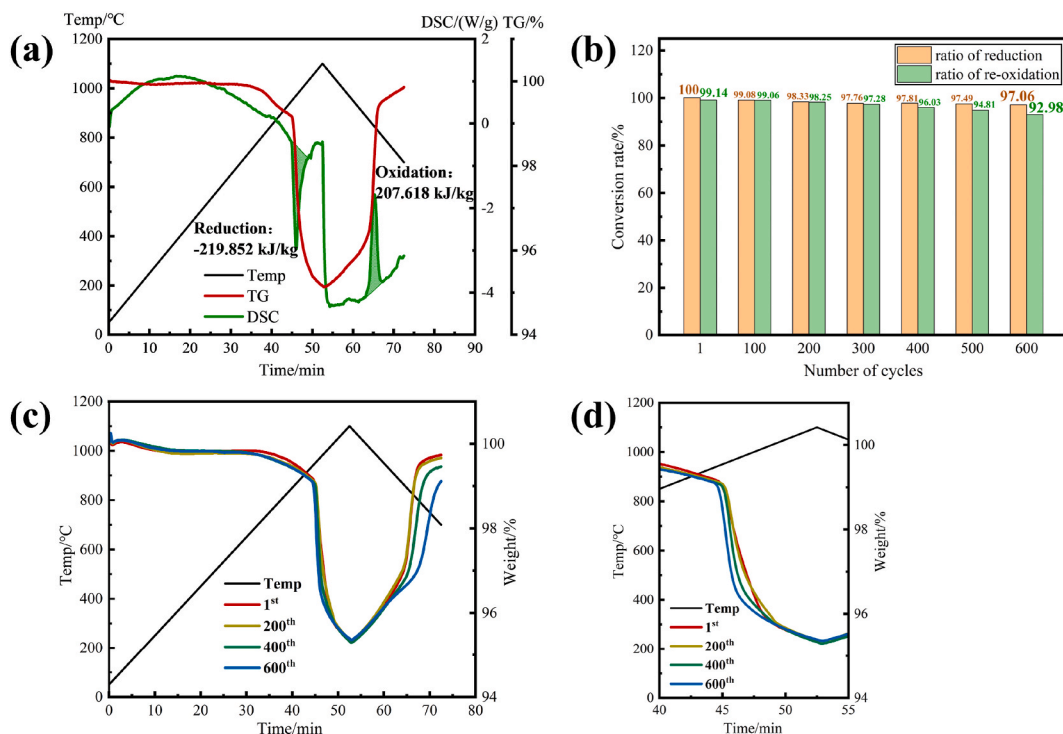 (a)
Temp/°C
DSC/(W/g) TG/%
1200
1000
800
600
400
200
0
2
0
-2
-4
100
98
96
94
Oxidation:
207.618 kJ/kg
Reduction:
-219.852 kJ/kg
Temp
TG
DSC
0 10 20 30 40 50 60 70 80 90
Time/min
(b)
ratio of reduction
ratio of re-oxidation
120
100
80
60
40
20
0
Conversion rate/%
100 99.14 99.08 99.06 98.33 98.25 97.76 97.28 97.81 96.03 97.49 94.81 97.06 92.98
1 100 200 300 400 500 600
Number of cycles
(c)
1200
1000
800
600
400
200
0
Temp/°C
100
98
96
94
Weight/%
Temp
1st
200th
400th
600th
0 10 20 30 40 50 60 70 80
Time/min
(d)
1200
1000
800
600
400
200
0
Temp/°C
100
98
96
94
Weight/%
Temp
1st
200th
400th
600th
40 45 50 55
Time/min